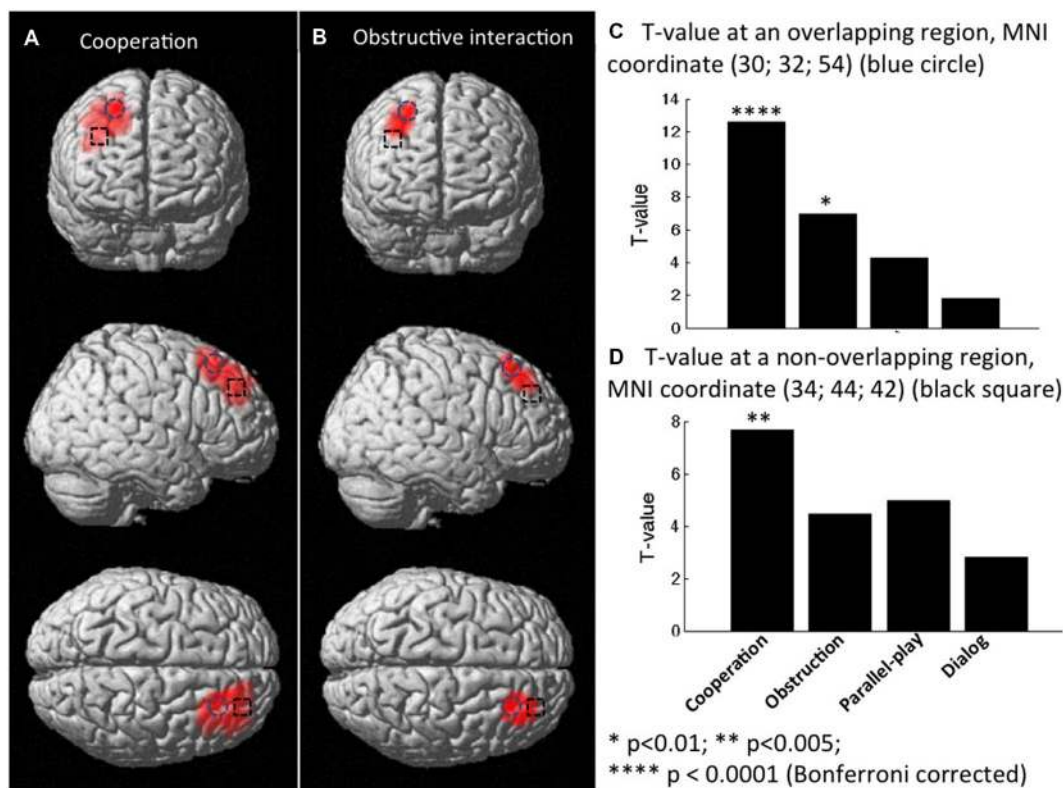 A Cooperation
B Obstructive interaction
C T-value at an overlapping region, MNI
coordinate (30; 32; 54) (blue circle)
14
12
10
8
6
4
2
0
T-value
****
*
D T-value at a non-overlapping region,
MNI coordinate (34; 44; 42) (black square)
8
6
4
2
0
T-value
**
Cooperation
Obstruction
Parallel-play
Dialog
* p<0.01; ** p<0.005;
**** p < 0.0001 (Bonferroni corrected)